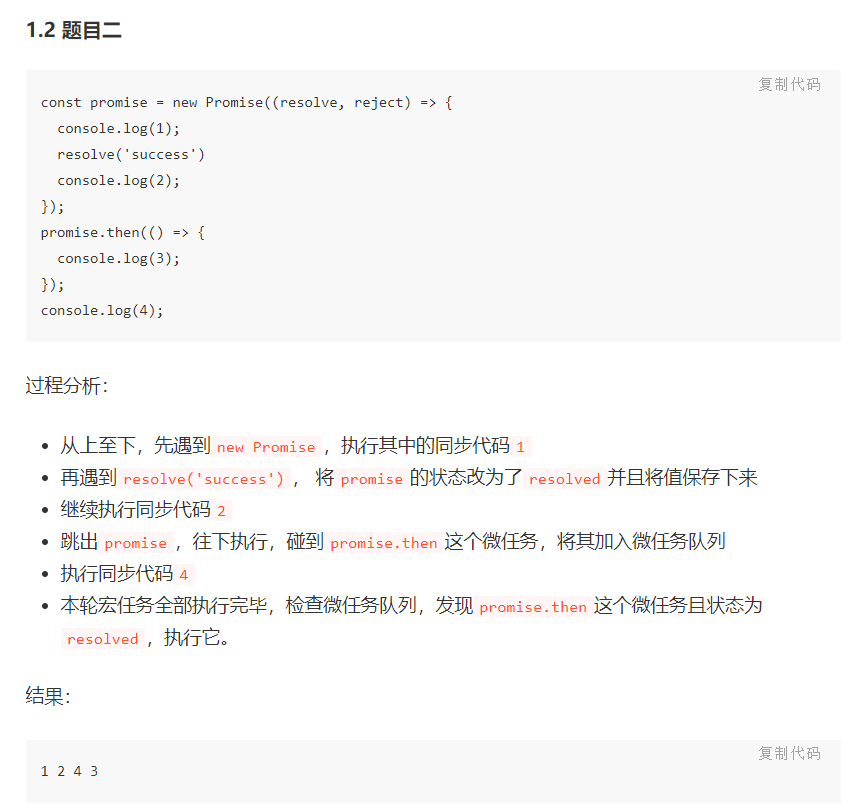 1.2 题目二
复制代码
const promise = new Promise((resolve, reject) => {
  console.log(1);
  resolve('success')
  console.log(2);
});
promise.then(() => {
  console.log(3);
});
console.log(4);
过程分析：
• 从上至下，先遇到 new Promise ，执行其中的同步代码 1
• 再遇到 resolve('success') ， 将 promise 的状态改为了 resolved 并且将值保存下来
• 继续执行同步代码 2
• 跳出 promise ，往下执行，碰到 promise.then 这个微任务，将其加入微任务队列
• 执行同步代码 4
• 本轮宏任务全部执行完毕，检查微任务队列，发现 promise.then 这个微任务且状态为
resolved ，执行它。
结果：
复制代码
1 2 4 3